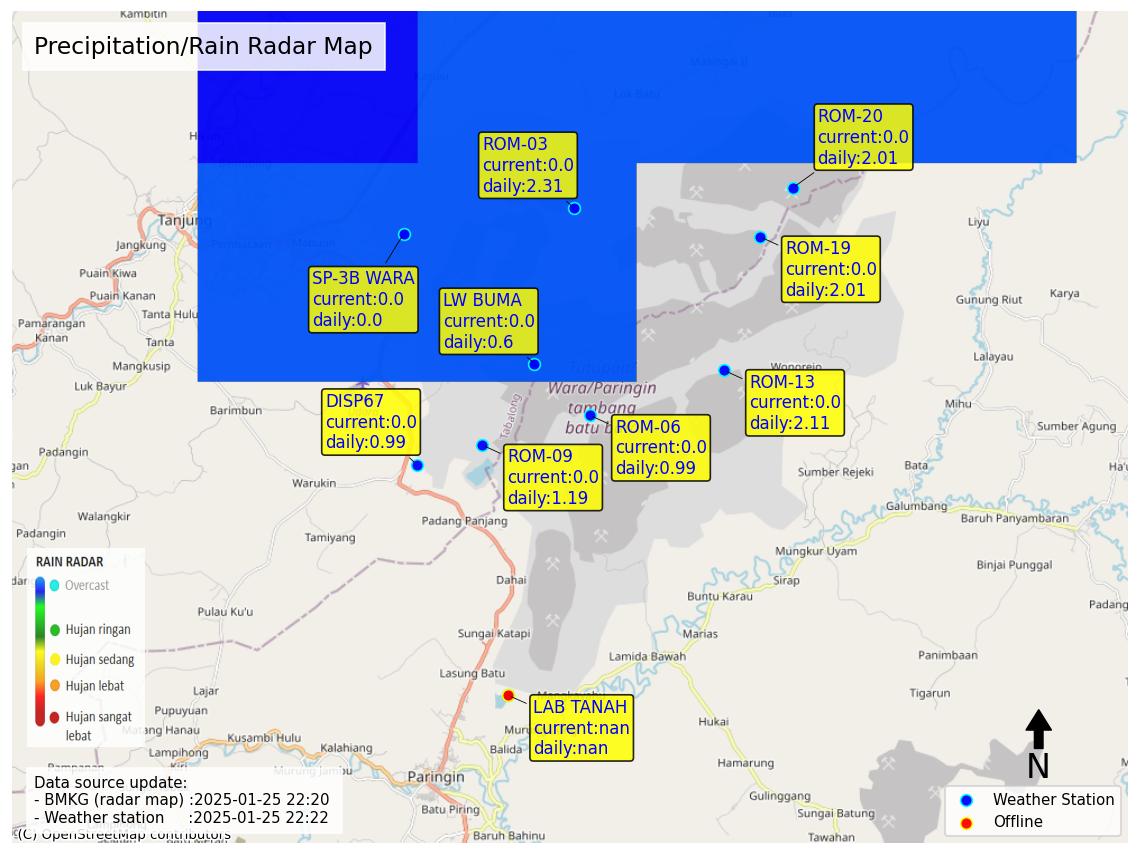 Kambitin
Precipitation/Rain Radar Map
Tanjung
Jungkung
Puain Kiwa
Puain Kanan
Tanta Hulu
Pamarangan
Kanan
Tanta
Mangkusip
Luk Bayur
Barimbun
ROM-03
current:0.0
daily:2.31
ROM-20
current:0.0
daily:2.01
SP-3B WARA
current:0.0
daily:0.0
LW BUMA
current:0.0
daily:0.6
ROM-19
current:0.0
daily:2.01
Liyu
Gunung Riut
Karya
Lalayau
Wonorejo
ROM-13
current:0.0
daily:2.11
Mihu
Sumber Agung
Tutupan/
Wara/Paringin
tambang
batu b
Tabalong
DISP67
current:0.0
daily:0.99
ROM-06
current:0.0
daily:0.99
ROM-09
current:0.0
daily:1.19
Padangin
Warukin
Walangkir
Padangin
Tamiyang
Padang Panjang
Sumber Rejeki
Bata
Galumbang
Baruh Panyambaran
Mungkur Uyam
Binjai Punggal
Sirap
Buntu Karau
Padang
Dahai
Pulau Ku'u
Sungai Katapi
Marias
Lamida Bawah
Panimbaan
Lasung Batu
Tigarun
Lajar
Pupuyuan
Matang Hanau
Kusambi Hulu
Lampihong
Kalahiang
Murung Jambu
Hukai
Balida
Hamarung
Paringin
Batu Piring
Gulinggang
Sungai Batung
Baruh Bahinu
Tawahan
LAB TANAH
current:nan
daily:nan
RAIN RADAR
Overcast
Hujan ringan
Hujan sedang
Hujan lebat
Hujan sangat
lebat
Data source update:
- BMKG (radar map) :2025-01-25 22:20
- Weather station :2025-01-25 22:22
(C) OpenStreetMap contributors
N
Weather Station
Offline